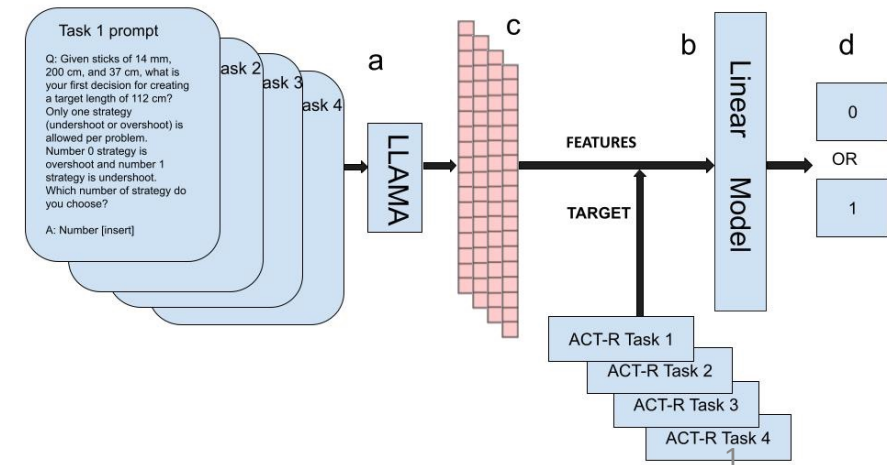 Task 1 prompt
Q: Given sticks of 14 mm,
200 cm, and 37 cm, what is
your first decision for creating
a target length of 112 cm?
Only one strategy
(undershoot or overshoot) is
allowed per problem.
Number 0 strategy is
overshoot and number 1
strategy is undershoot.
Which number of strategy do
you choose?
A: Number [insert]
ask 2
ask 3
ask 4
a
LLAMA
c
FEATURES
TARGET
b
Linear Model
d
0
OR
1
ACT-R Task 1
ACT-R Task 2
ACT-R Task 3
ACT-R Task 4
1